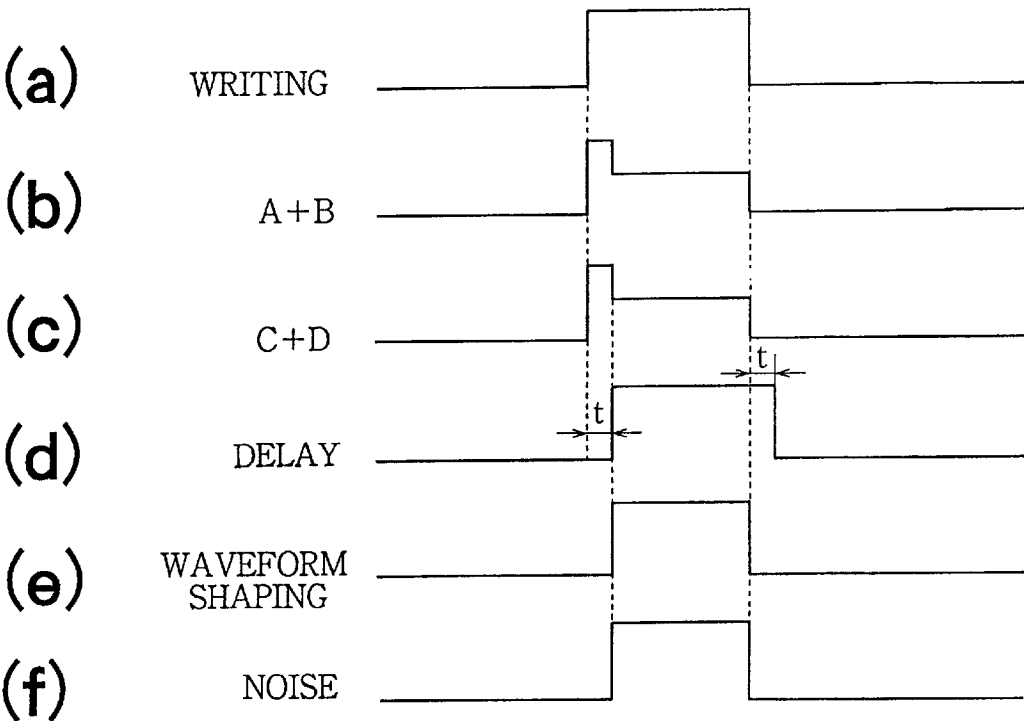 (a) WRITING
(b) A+B
(c) C+D
t
t
(d) DELAY
(e) WAVEFORM
SHAPING
(f) NOISE